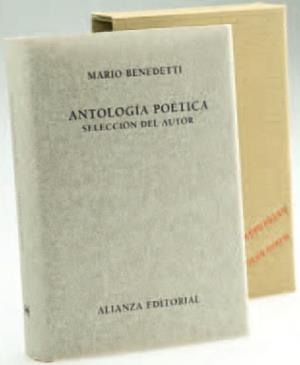 MARIO BENEDETTI
ANTOLOGÍA POÉTICA
SELECCIÓN DEL AUTOR
ALIANZA EDITORIAL